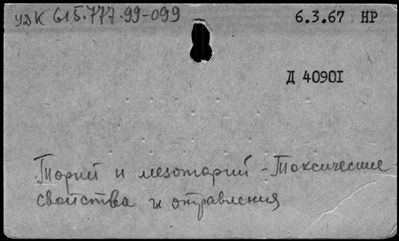 УДК 615.777.99-099 6.3.67 НР
Д 40901
Торий и мезоторий - Токсические
свойства и отравления